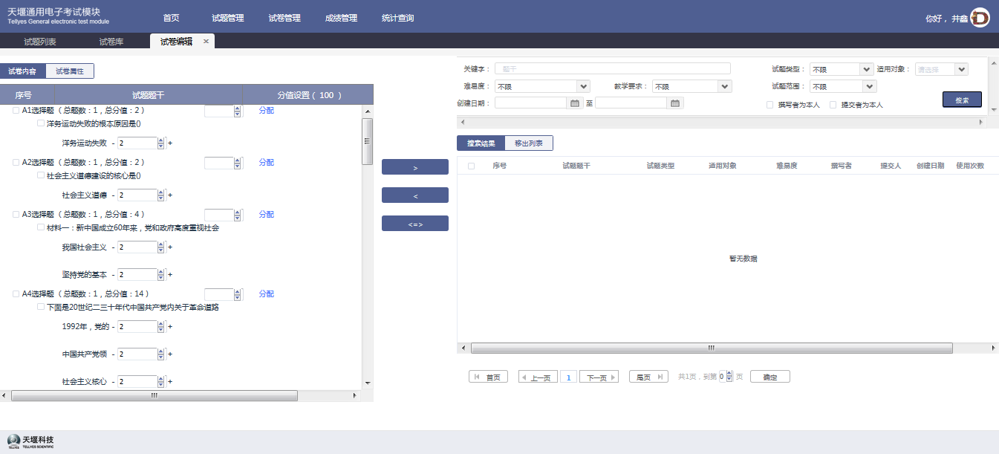 天堰通用电子考试模块
Tellyes General electronic test module
首页 试题管理 试卷管理 成绩管理 统计查询
你好，井鑫
试题列表 试卷库 试卷编辑 ×
试卷内容 试卷属性
序号 试题题干 分值设置（ 100 ）
A1选择题（总题数：1，总分值：2） 分配
洋务运动失败的根本原因是()
洋务运动失败 - 2 +
A2选择题（总题数：1，总分值：2） 分配
社会主义道德建设的核心是()
社会主义道德 - 2 +
A3选择题（总题数：1，总分值：4） 分配
材料一：新中国成立60年来，党和政府高度重视社会
我国社会主义 - 2 +
坚持党的基本 - 2 +
A4选择题（总题数：1，总分值：14） 分配
下面是20世纪二三十年代中国共产党内关于革命道路
1992年，党的 - 2 +
中国共产党领 - 2 +
社会主义核心 - 2 +
>
<
<=>
关键字： 题干 试题类型： 不限 适用对象： 请选择
难易度： 不限 教学要求： 不限 试题范围： 不限
创建日期： 至 撰写者为本人 提交者为本人 搜索
搜索结果 移出列表
序号 试题题干 试题类型 适用对象 难易度 撰写者 提交人 创建日期 使用次数
暂无数据
首页 上一页 1 下一页 尾页 共1页，到第 0 页 确定
天堰科技
TELLYES TELLYES SCIENTIFIC